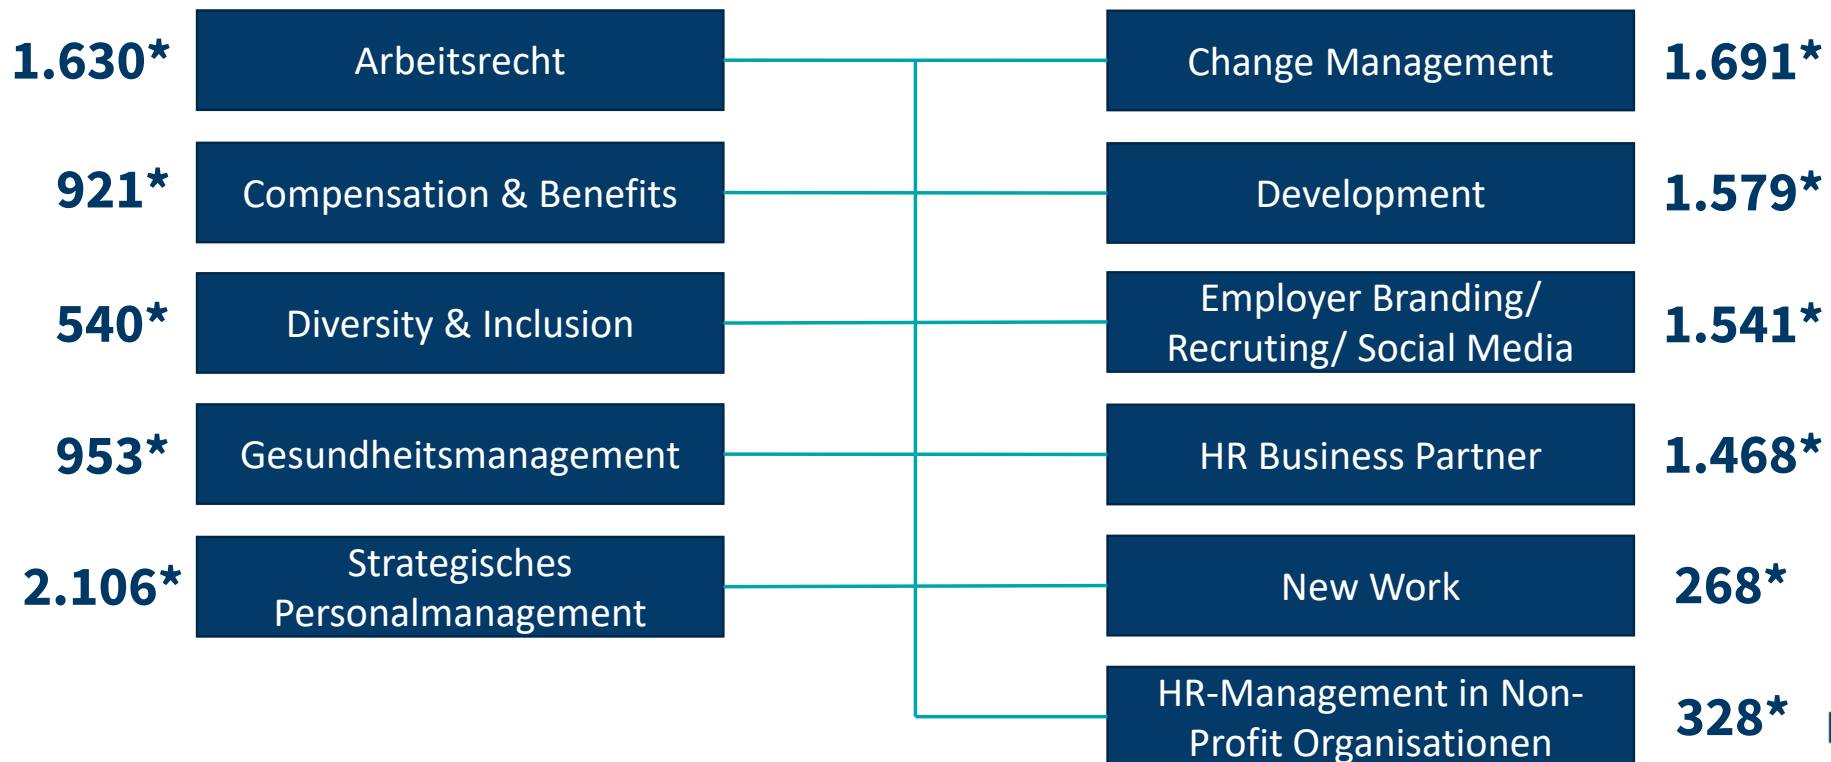 1.630* Arbeitsrecht Change Management 1.691*
921* Compensation & Benefits Development 1.579*
540* Diversity & Inclusion Employer Branding/
Recruting/ Social Media 1.541*
953* Gesundheitsmanagement HR Business Partner 1.468*
2.106* Strategisches
Personalmanagement New Work 268*
HR-Management in Non-
Profit Organisationen 328*